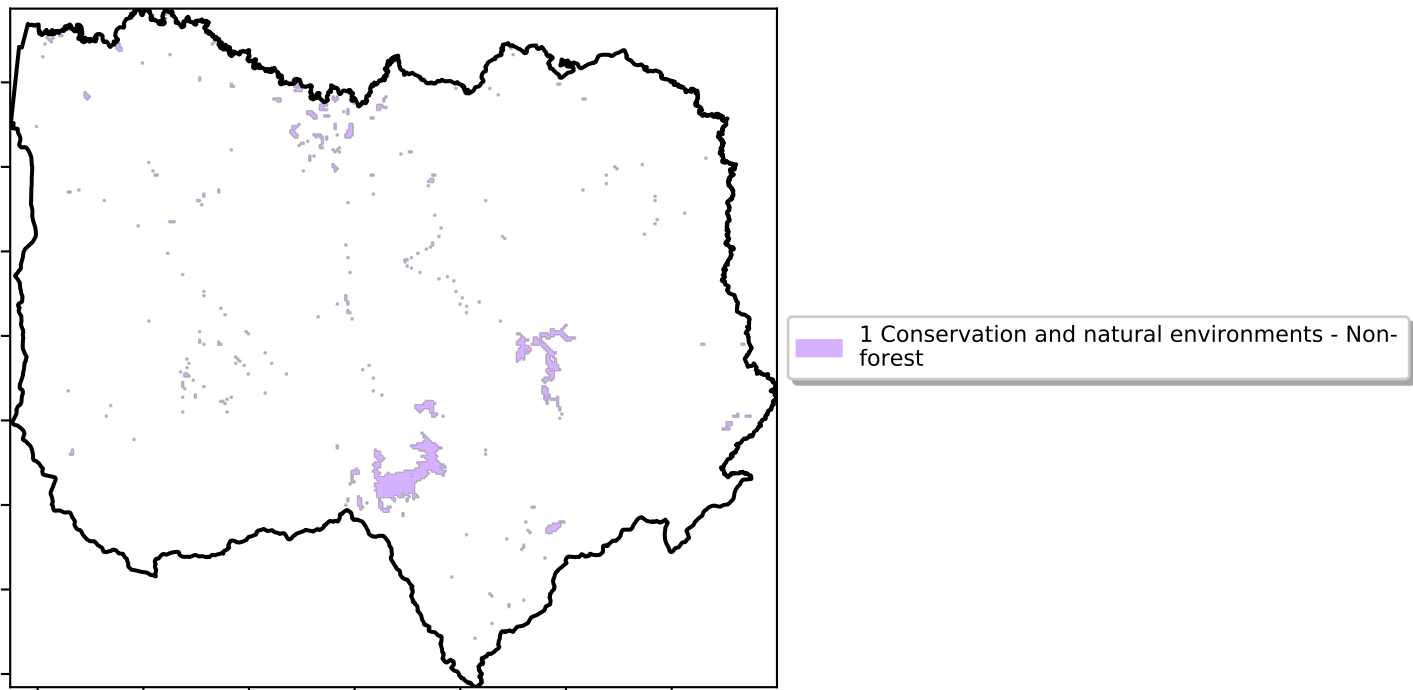 1 Conservation and natural environments - Non-
forest